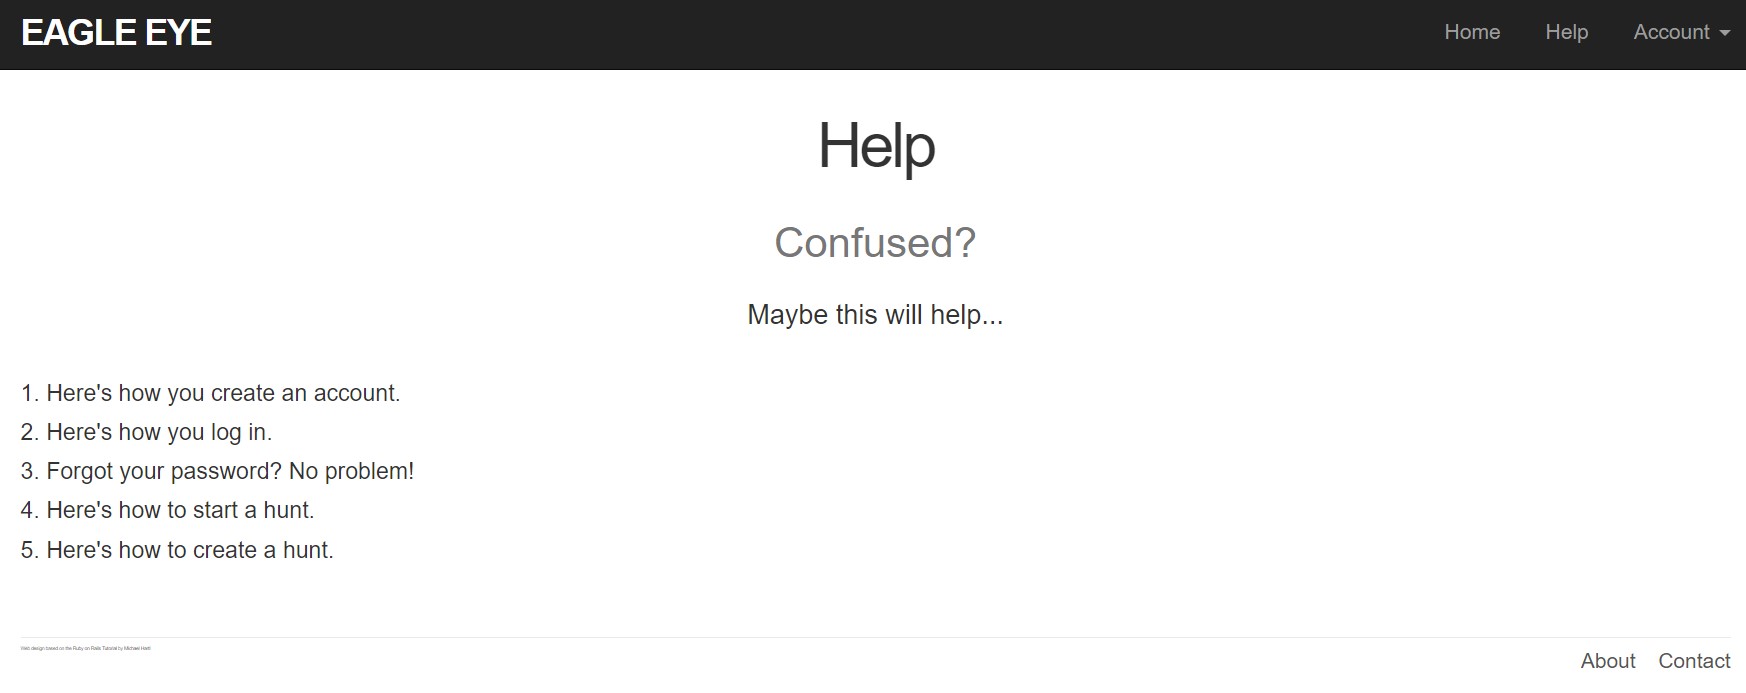 EAGLE EYE
Home Help Account
Help
Confused?
Maybe this will help...
1. Here's how you create an account.
2. Here's how you log in.
3. Forgot your password? No problem!
4. Here's how to start a hunt.
5. Here's how to create a hunt.
Web design based on the Ruby on Rails Tutorial by Michael Hartl
About Contact